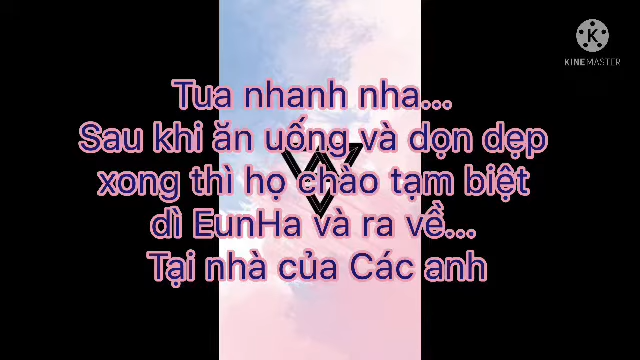 KINEMASTER
Tua nhanh nha...
Sau khi ăn uống và dọn dẹp
xong thì họ chào tạm biệt
dì EunHa và ra về...
Tại nhà của Các anh